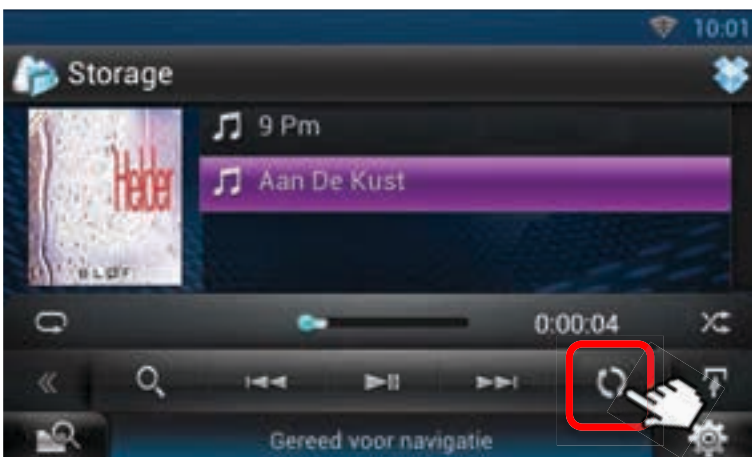 10:01
Storage
9 Pm
Aan De Kust
Helder
BLØF
0:00:04
Gereed voor navigatie